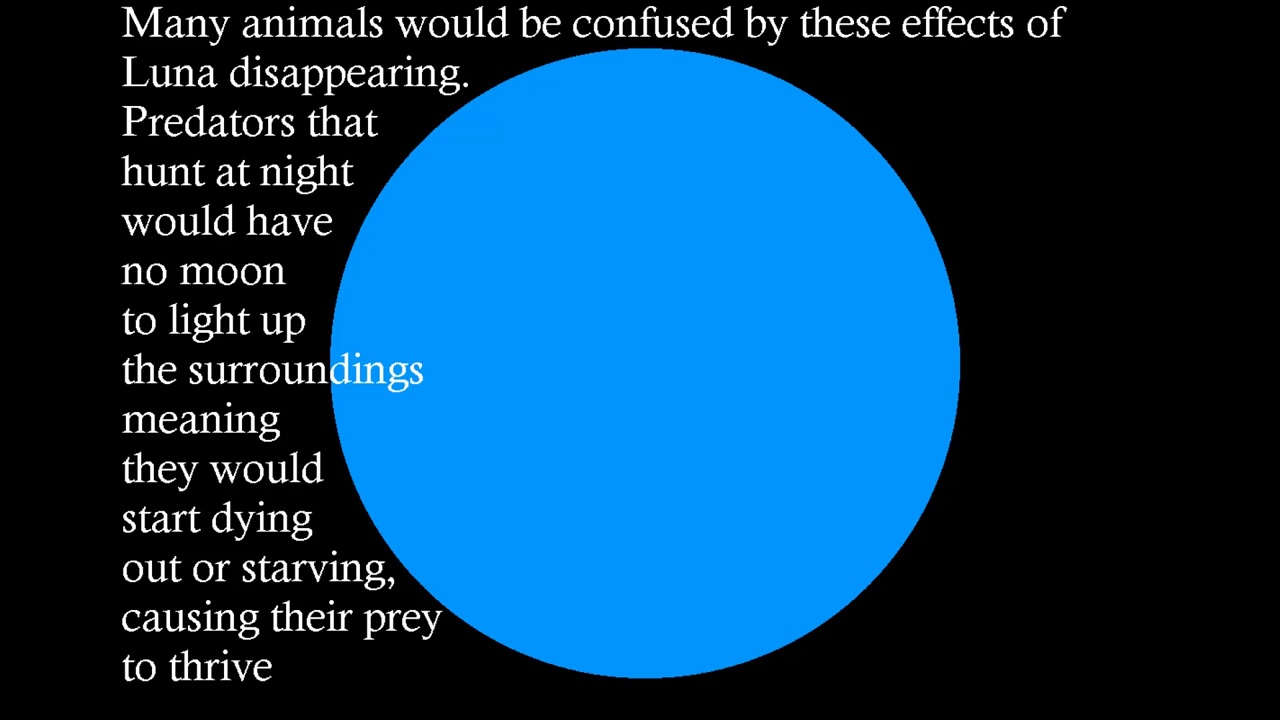 Many animals would be confused by these effects of
Luna disappearing.
Predators that
hunt at night
would have
no moon
to light up
the surroundings
meaning
they would
start dying
out or starving,
causing their prey
to thrive